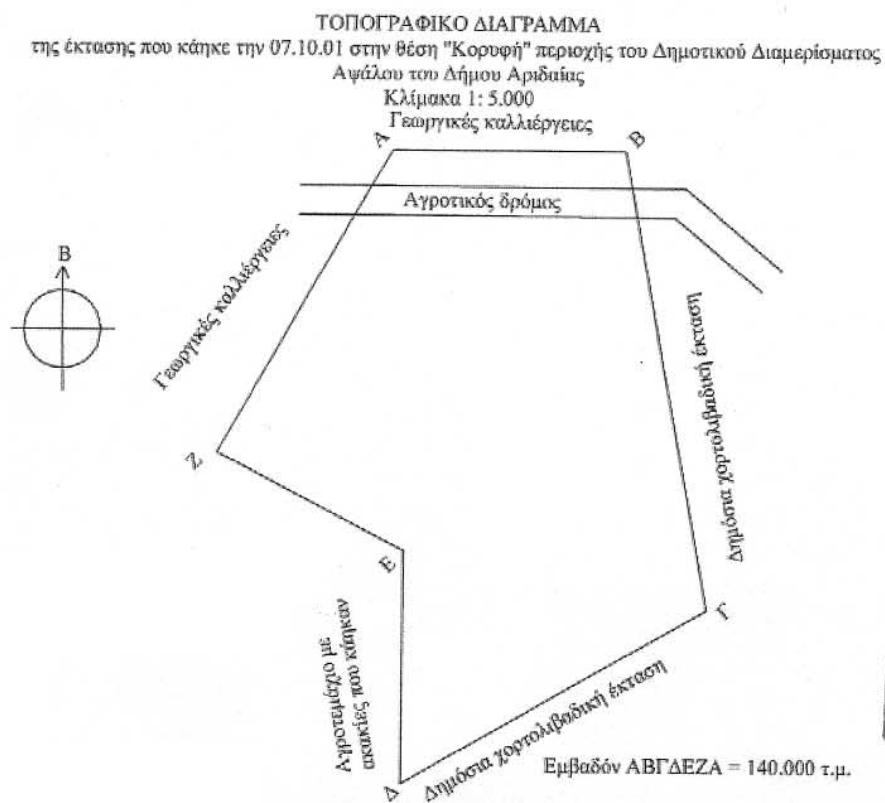 ΤΟΠΟΓΡΑΦΙΚΟ ΔΙΑΓΡΑΜΜΑ
της έκτασης που κάηκε την 07.10.01 στην θέση "Κορυφή" περιοχής του Δημοτικού Διαμερίσματος
Αψάλου του Δήμου Αριδαίας
Κλίμακα 1: 5.000
Γεωργικές καλλιέργειες
Α
Β
Αγροτικός δρόμος
Γεωργικές καλλιέργειες
Β
Δημόσια χορτολιβαδική έκταση
Ζ
Ε
Γ
Αγροτεμάχιο με
ακακίες που κάηκαν
Δημόσια χορτολιβαδική έκταση
Δ
Εμβαδόν ΑΒΓΔΕΖΑ = 140.000 τ.μ.